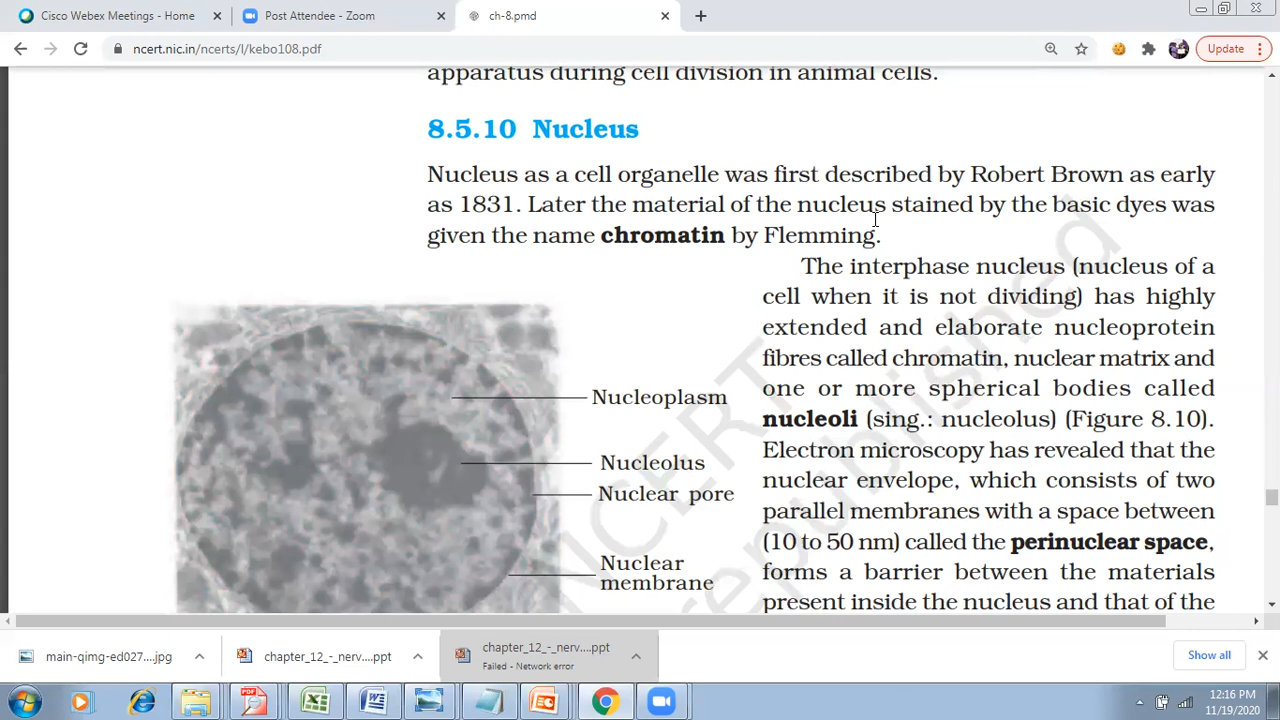 Cisco Webex Meetings - Home
Post Attendee - Zoom
ch-8.pmd
ncert.nic.in/ncerts/l/kebo108.pdf
Update
apparatus during cell division in animal cells.
8.5.10 Nucleus
Nucleus as a cell organelle was first described by Robert Brown as early
as 1831. Later the material of the nucleus stained by the basic dyes was
given the name chromatin by Flemming.
The interphase nucleus (nucleus of a
cell when it is not dividing) has highly
extended and elaborate nucleoprotein
fibres called chromatin, nuclear matrix and
one or more spherical bodies called
nucleoli (sing.: nucleolus) (Figure 8.10).
Electron microscopy has revealed that the
nuclear envelope, which consists of two
parallel membranes with a space between
(10 to 50 nm) called the perinuclear space,
forms a barrier between the materials
present inside the nucleus and that of the
Nucleoplasm
Nucleolus
Nuclear pore
Nuclear
membrane
NCERT
republished
main-qimg-ed027....jpg
chapter_12_-_nerv....ppt
chapter_12_-_nerv....ppt
Failed - Network error
Show all
12:16 PM
11/19/2020